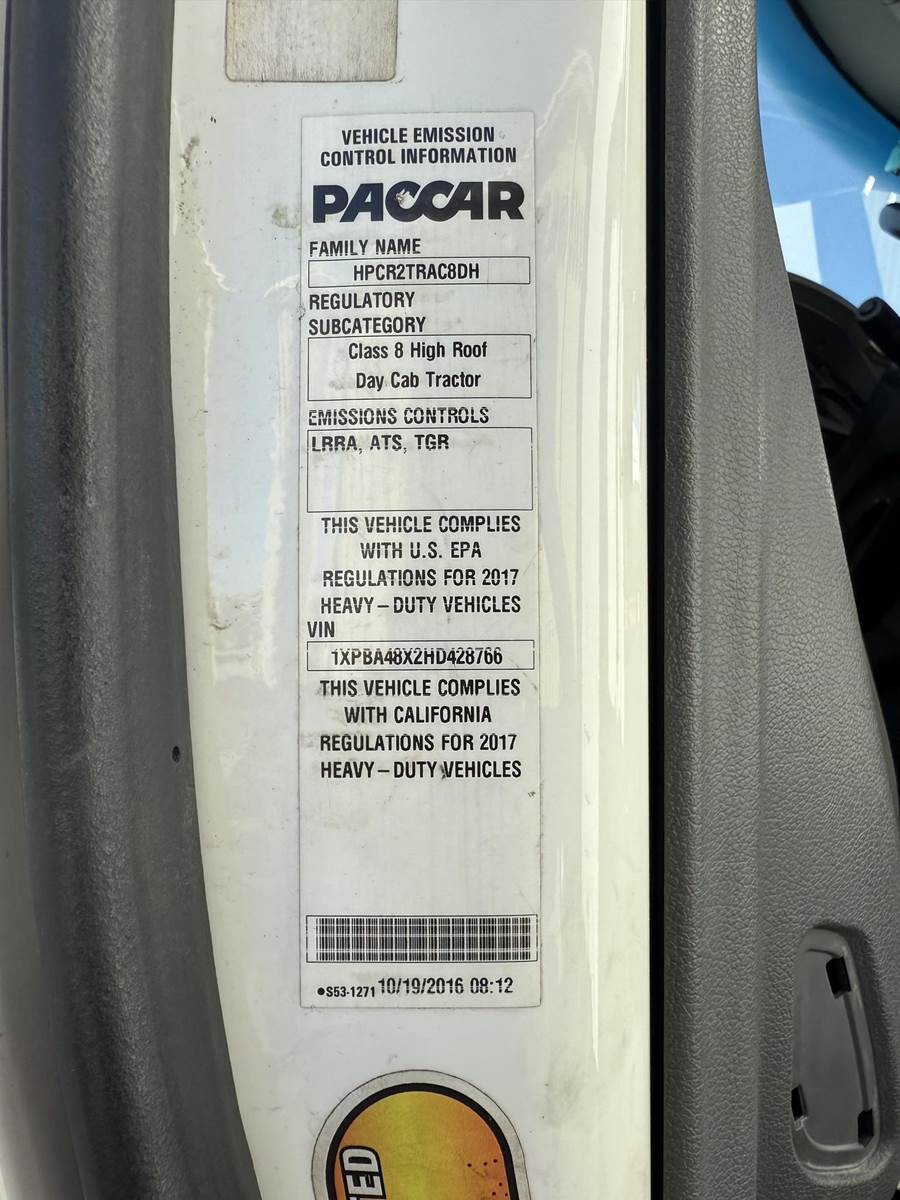 VEHICLE EMISSION
CONTROL INFORMATION
PACCAR
FAMILY NAME
HPCR2TRAC8DH
REGULATORY
SUBCATEGORY
Class 8 High Roof
Day Cab Tractor
EMISSIONS CONTROLS
LRRA, ATS, TGR
THIS VEHICLE COMPLIES
WITH U.S. EPA
REGULATIONS FOR 2017
HEAVY-DUTY VEHICLES
VIN
1XPBA48X2HD428766
THIS VEHICLE COMPLIES
WITH CALIFORNIA
REGULATIONS FOR 2017
HEAVY-DUTY VEHICLES
•S53-1271 10/19/2016 08:12